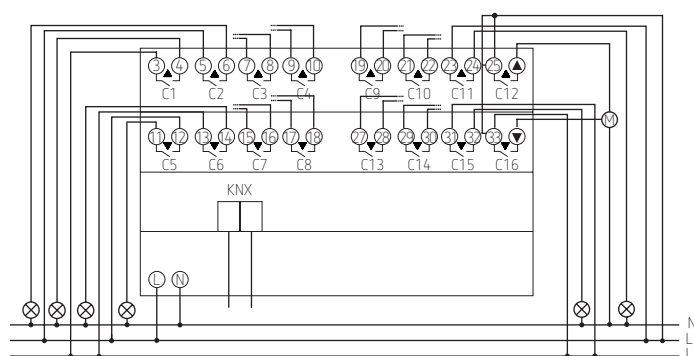 3 4 5 6 7 8 9 10 19 20 21 22 23 24 25
C1 C2 C3 C4 C9 C10 C11 C12
M
11 12 13 14 15 16 17 18 27 28 29 30 31 32 33
C5 C6 C7 C8 C13 C14 C15 C16
KNX
L N
N
L
L